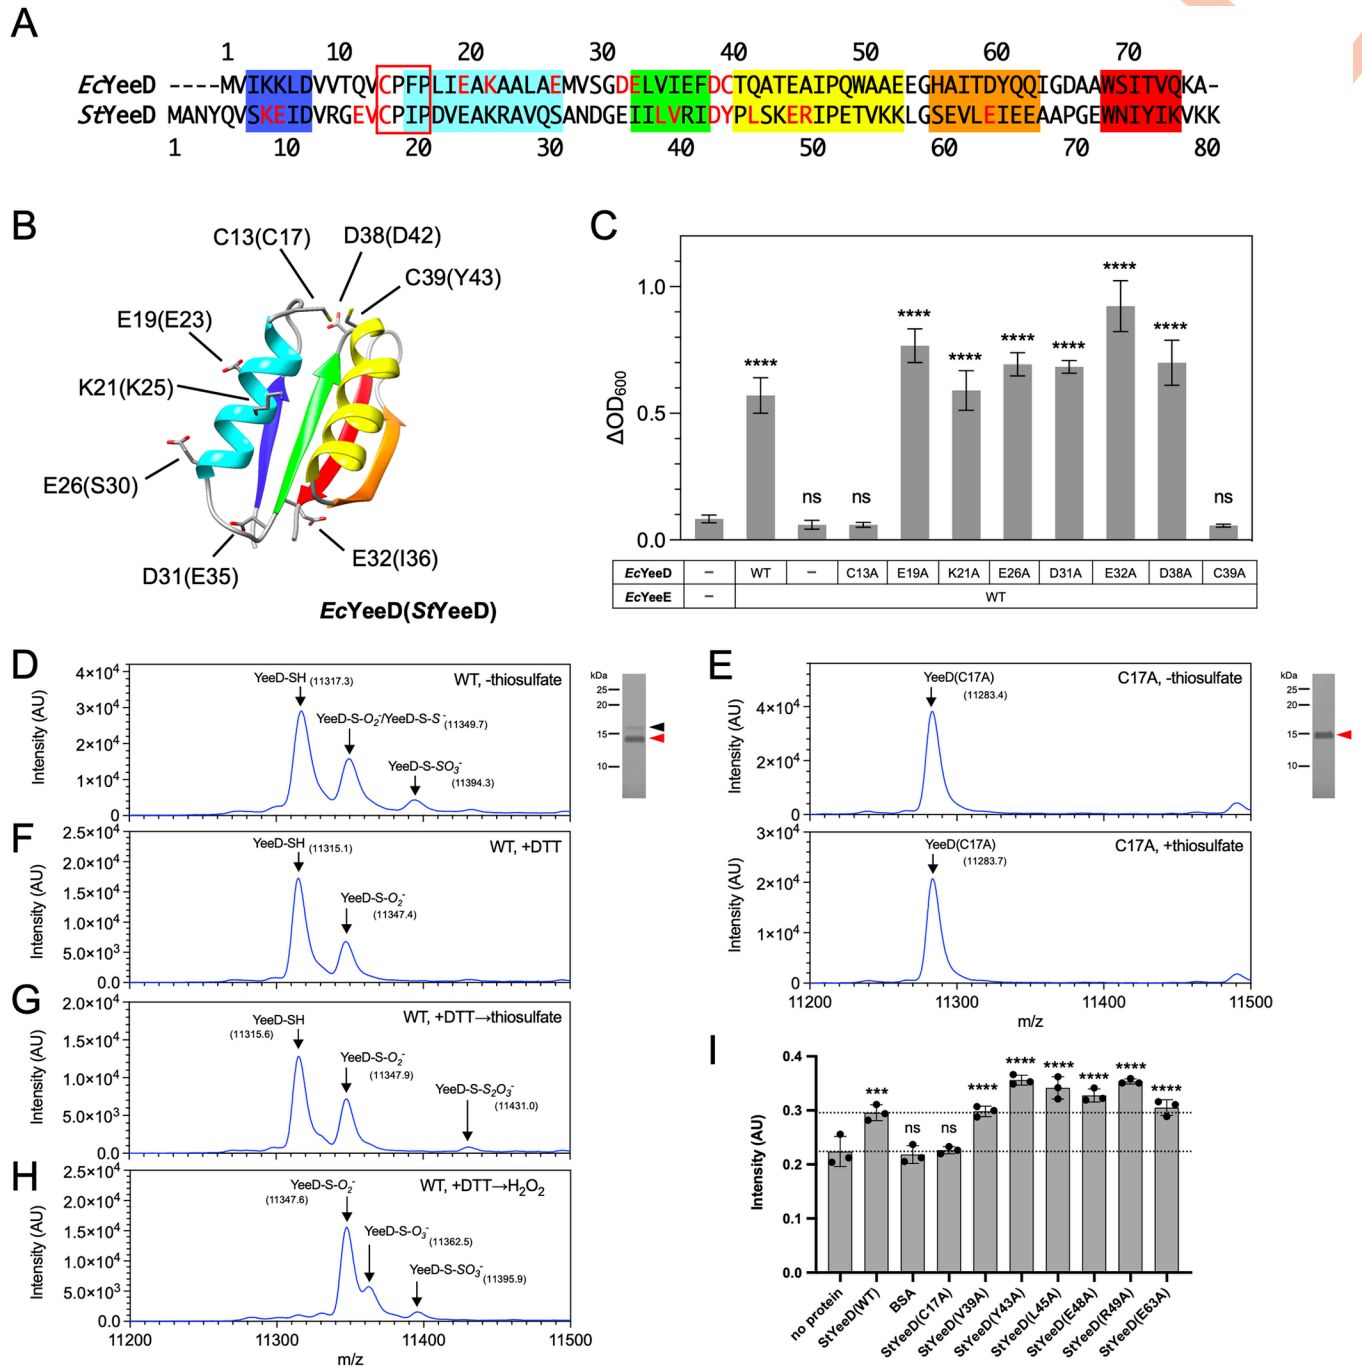 A
1 10 20 30 40 50 60 70
EcYeeD ----MVIKKLDVVTQVCPFPLIEAKAALAEMVSGDELVIEFDCTQATEAIPQWAAEEGHAITDYQQIGDAAWSITVQKA-
StYeeD MANYQVSKEIDVRGEVCPIPDVEAKRAVQSANDGEIILVRIDYPLSKERIPETVKKLGSEVLEIEEAAPGEWNIYIKVKK
1 10 20 30 40 50 60 70 80
B
C13(C17)
D38(D42)
C39(Y43)
E19(E23)
K21(K25)
E26(S30)
D31(E35)
E32(I36)
EcYeeD(StYeeD)
C
ΔOD600
1.0
0.5
0.0
**** ns ns **** **** **** **** **** **** ns
EcYeeD – WT – C13A E19A K21A E26A D31A E32A D38A C39A
EcYeeE – WT
D
WT, -thiosulfate
Intensity (AU)
4×10⁴
3×10⁴
2×10⁴
1×10⁴
0
YeeD-SH (11317.3)
YeeD-S-O₂⁻/YeeD-S-S⁻ (11349.7)
YeeD-S-SO₃⁻
(11394.3)
kDa
25
20
15
10
E
C17A, -thiosulfate
Intensity (AU)
4×10⁴
2×10⁴
0
YeeD(C17A)
(11283.4)
kDa
25
20
15
10
C17A, +thiosulfate
Intensity (AU)
3×10⁴
2×10⁴
1×10⁴
0
YeeD(C17A)
(11283.7)
11200 11300 11400 11500
m/z
F
WT, +DTT
Intensity (AU)
2.5×10⁴
2.0×10⁴
1.5×10⁴
1.0×10⁴
5.0×10³
0.0
YeeD-SH (11315.1)
YeeD-S-O₂⁻
(11347.4)
G
WT, +DTT→thiosulfate
Intensity (AU)
2.0×10⁴
1.5×10⁴
1.0×10⁴
5.0×10³
0.0
YeeD-SH
(11315.6)
YeeD-S-O₂⁻
(11347.9)
YeeD-S-S₂O₃⁻
(11431.0)
H
WT, +DTT→H₂O₂
Intensity (AU)
2.5×10⁴
2.0×10⁴
1.5×10⁴
1.0×10⁴
5.0×10³
0.0
YeeD-S-O₂⁻
(11347.6)
YeeD-S-O₃⁻
(11362.5)
YeeD-S-SO₃⁻
(11395.9)
11200 11300 11400 11500
m/z
I
Intensity (AU)
0.4
0.3
0.2
0.1
0.0
*** ns ns **** **** **** **** **** ****
no protein
StYeeD(WT)
BSA
StYeeD(C17A)
StYeeD(V39A)
StYeeD(Y43A)
StYeeD(L45A)
StYeeD(E48A)
StYeeD(R49A)
StYeeD(E63A)